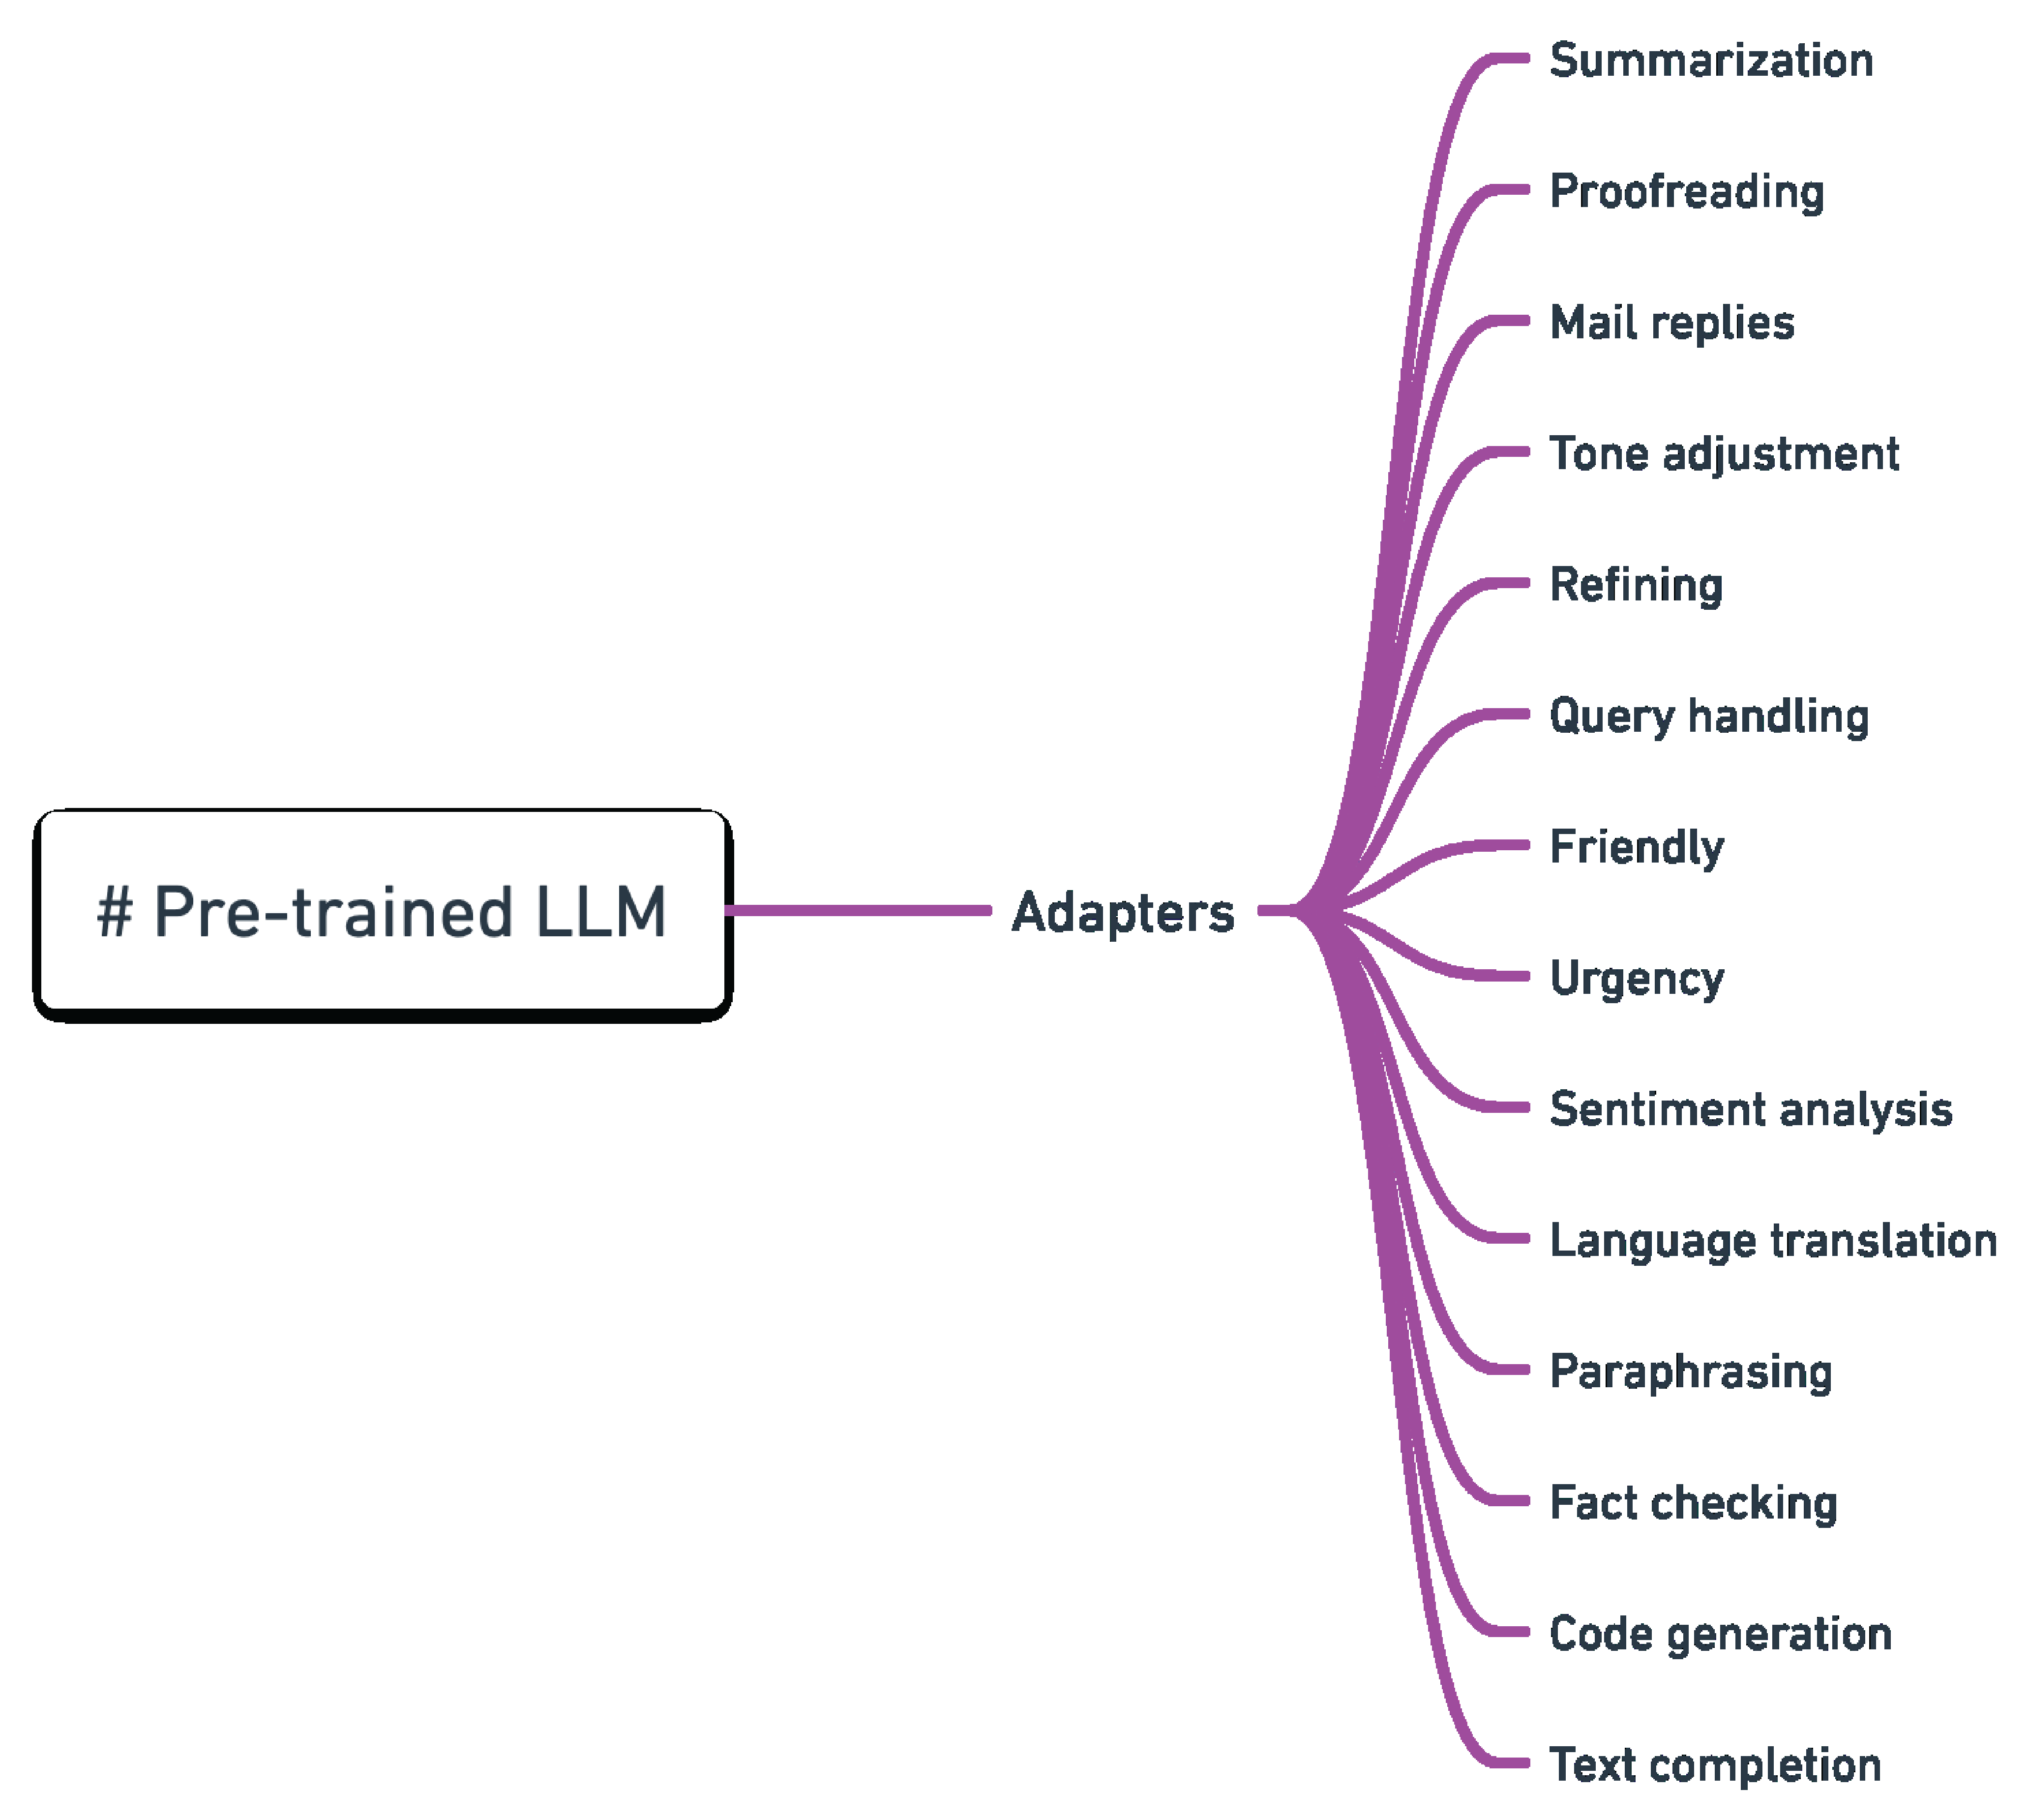 Summarization
Proofreading
Mail replies
Tone adjustment
Refining
Query handling
Friendly
# Pre-trained LLM
Adapters
Urgency
Sentiment analysis
Language translation
Paraphrasing
Fact checking
Code generation
Text completion